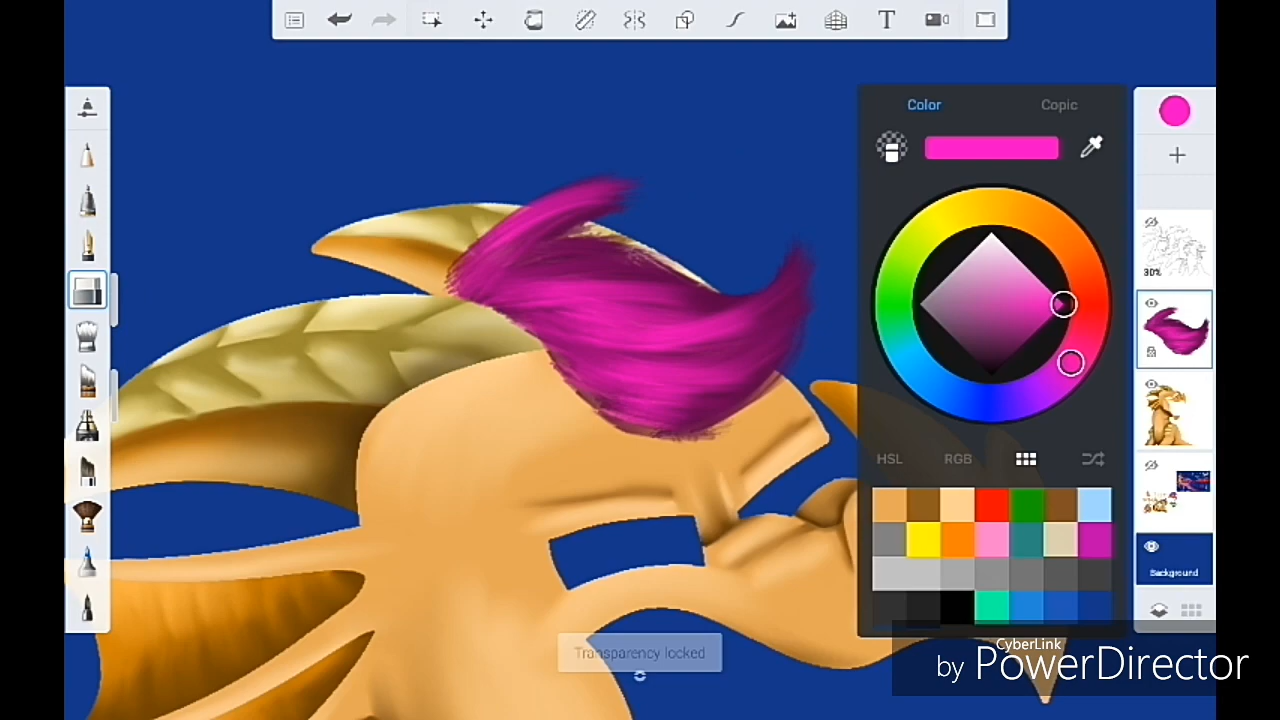 T
Color
Copic
30%
HSL
RGB
Background
Transparency locked
CyberLink
by PowerDirector